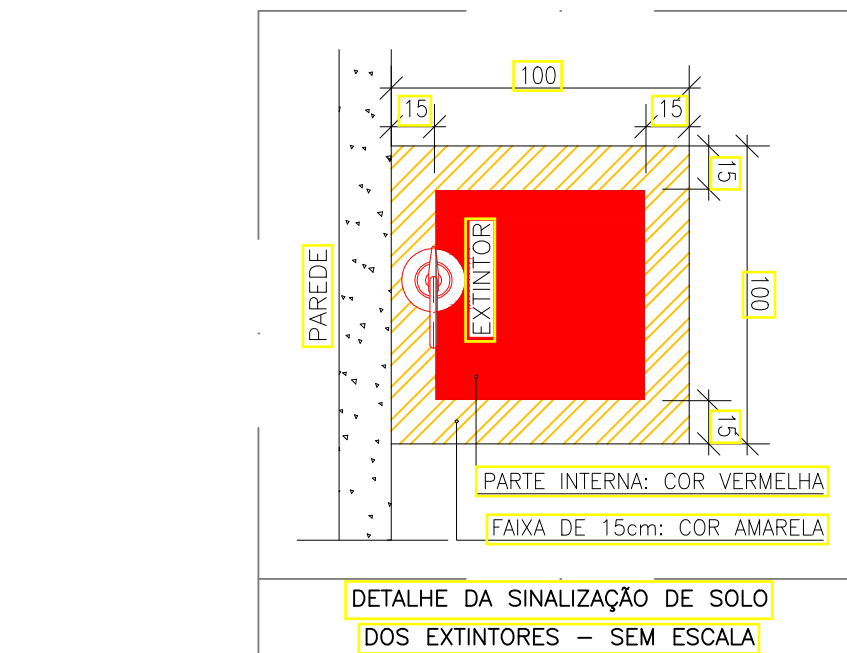 100
15
15
15
PAREDE
EXTINTOR
100
15
PARTE INTERNA: COR VERMELHA
FAIXA DE 15cm: COR AMARELA
DETALHE DA SINALIZAÇÃO DE SOLO
DOS EXTINTORES - SEM ESCALA